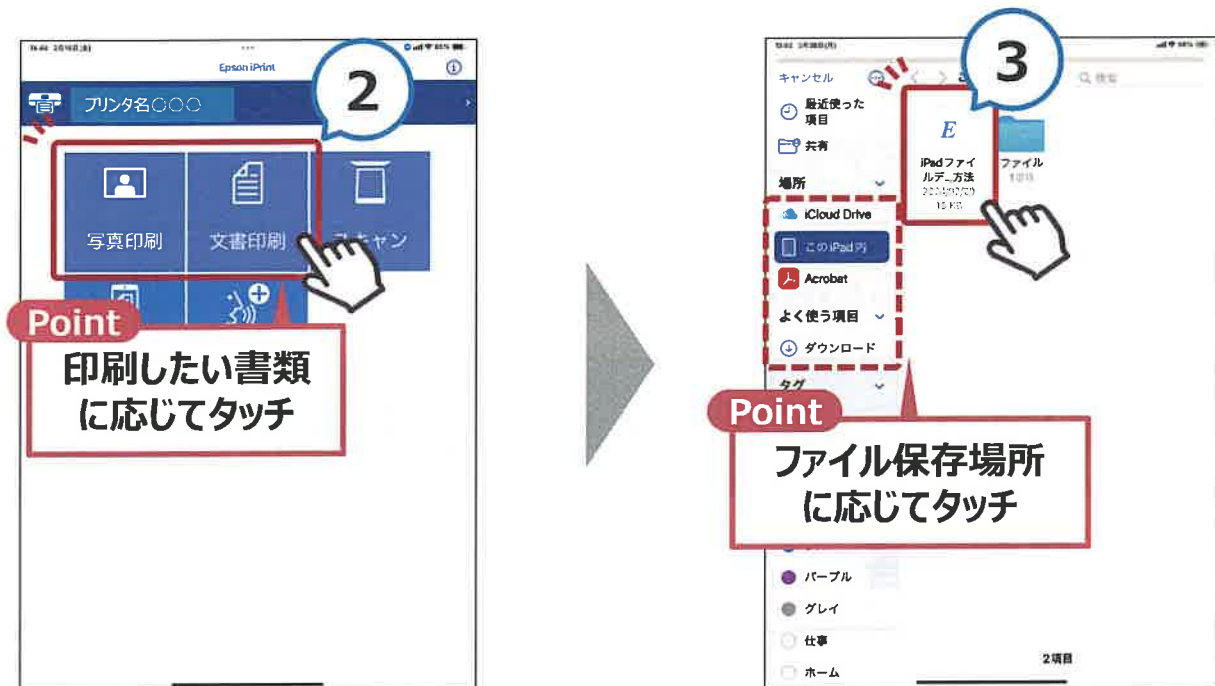 2
Epson iPrint
プリンタ名○○○
写真印刷
文書印刷
スキャン
Point
印刷したい書類
に応じてタッチ
3
キャンセル
検索
最近使った
項目
共有
場所
iCloud Drive
このiPad内
Acrobat
よく使う項目
ダウンロード
タグ
iPadファイ
ルデ...方法
15 KB
ファイル
Point
ファイル保存場所
に応じてタッチ
パープル
グレイ
仕事
ホーム
2項目